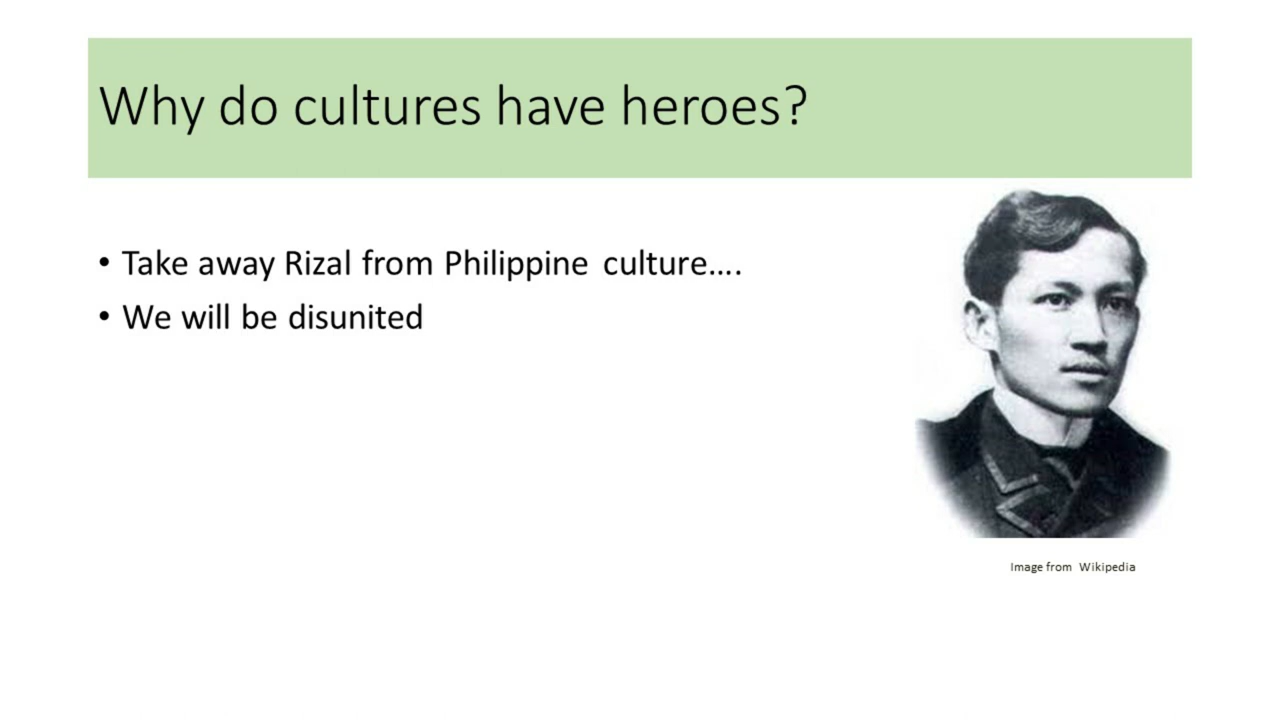 Why do cultures have heroes?
• Take away Rizal from Philippine culture….
• We will be disunited
Image from Wikipedia